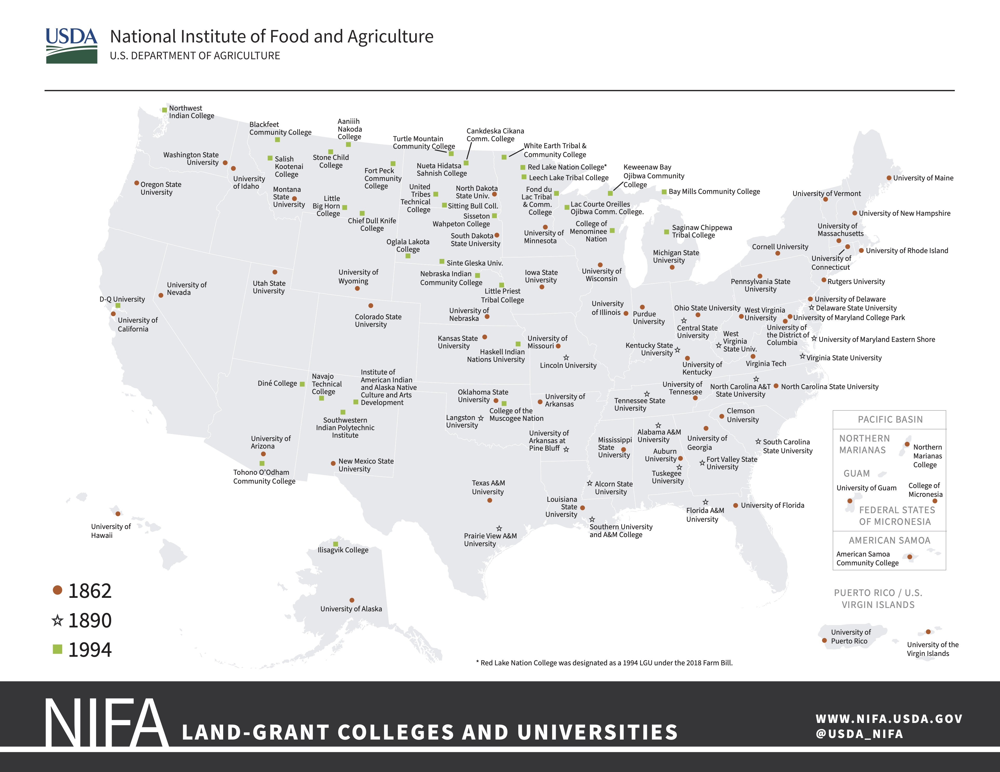 USDA
National Institute of Food and Agriculture
U.S. DEPARTMENT OF AGRICULTURE
Northwest
Indian College
Blackfeet
Community College
Aaniiih
Nakoda
College
Turtle Mountain
Community College
Cankdeska Cikana
Comm. College
White Earth Tribal &
Community College
Washington State
University
University
of Idaho
Salish
Kootenai
College
Stone Child
College
Fort Peck
Community
College
Nueta Hidatsa
Sahnish College
Red Lake Nation College*
Leech Lake Tribal College
Keweenaw Bay
Ojibwa Community
College
Bay Mills Community College
University of Maine
Oregon State
University
Montana
State
University
Little
Big Horn
College
Chief Dull Knife
College
United
Tribes
Technical
College
North Dakota
State Univ.
Sitting Bull Coll.
Sisseton
Wahpeton College
Fond du
Lac Tribal
& Comm.
College
Lac Courte Oreilles
Ojibwa Comm. College.
University of Vermont
University of New Hampshire
South Dakota
State University
University of
Minnesota
College of
Menominee
Nation
Saginaw Chippewa
Tribal College
University of
Massachusetts
Oglala Lakota
College
Sinte Gleska Univ.
Michigan State
University
Cornell University
University of Rhode Island
University of
Connecticut
Nebraska Indian
Community College
Little Priest
Tribal College
Iowa State
University
University of
Wisconsin
Pennsylvania State
University
Rutgers University
University of
Nevada
Utah State
University
University of
Wyoming
D-Q University
University of
California
Colorado State
University
University of
Nebraska
University
of Illinois
Purdue
University
Ohio State University
West Virginia
University
University of Delaware
Delaware State University
University of Maryland College Park
Central State
University
University of
the District of
Columbia
West
Virginia
State Univ.
University of Maryland Eastern Shore
Kansas State
University
Haskell Indian
Nations University
University of
Missouri
Lincoln University
Kentucky State
University
University of
Kentucky
Virginia Tech
Virginia State University
Diné College
Navajo
Technical
College
Institute of
American Indian
and Alaska Native
Culture and Arts
Development
Southwestern
Indian Polytechnic
Institute
Oklahoma State
University
College of the
Muscogee Nation
Langston
University
University of
Arkansas
Tennessee State
University
University of
Tennessee
North Carolina A&T
State University
North Carolina State University
Clemson
University
University of
Arizona
Tohono O’Odham
Community College
New Mexico State
University
University of
Arkansas at
Pine Bluff
Mississippi
State
University
Alabama A&M
University
University of
Georgia
South Carolina
State University
Auburn
University
Tuskegee
University
Fort Valley State
University
Texas A&M
University
Alcorn State
University
Louisiana
State
University
Southern University
and A&M College
Florida A&M
University
University of Florida
Prairie View A&M
University
University of
Hawaii
Ilisagvik College
University of Alaska
PACIFIC BASIN
NORTHERN
MARIANAS
Northern
Marianas
College
GUAM
University of Guam
College of
Micronesia
FEDERAL STATES
OF MICRONESIA
AMERICAN SAMOA
American Samoa
Community College
PUERTO RICO / U.S.
VIRGIN ISLANDS
University of
Puerto Rico
University of the
Virgin Islands
1862
1890
1994
* Red Lake Nation College was designated as a 1994 LGU under the 2018 Farm Bill.
NIFA LAND-GRANT COLLEGES AND UNIVERSITIES
WWW.NIFA.USDA.GOV
@USDA_NIFA